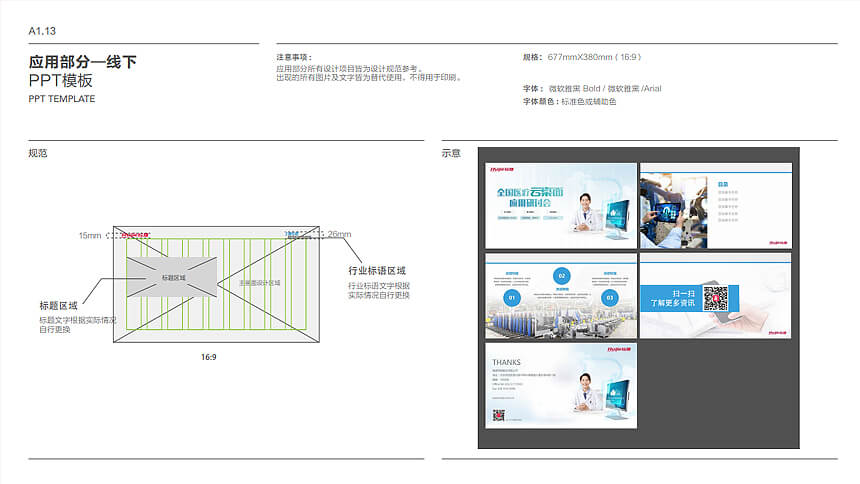 A1.13
应用部分—线下
PPT模板
PPT TEMPLATE
注意事项:
应用部分所有设计项目皆为设计规范参考。
出现的所有图片及文字皆为替代使用，不得用于印刷。
规格: 677mmX380mm (16:9)
字体: 微软雅黑 Bold / 微软雅黑 /Arial
字体颜色: 标准色或辅助色
规范
15mm
26mm
标题区域
主画面设计区域
行业标语区域
行业标语文字根据
实际情况自行更换
标题区域
标题文字根据实际情况
自行更换
16:9
示意
全国医疗云桌面
应用研讨会
目录
01
02
03
扫一扫
了解更多资讯
THANKS